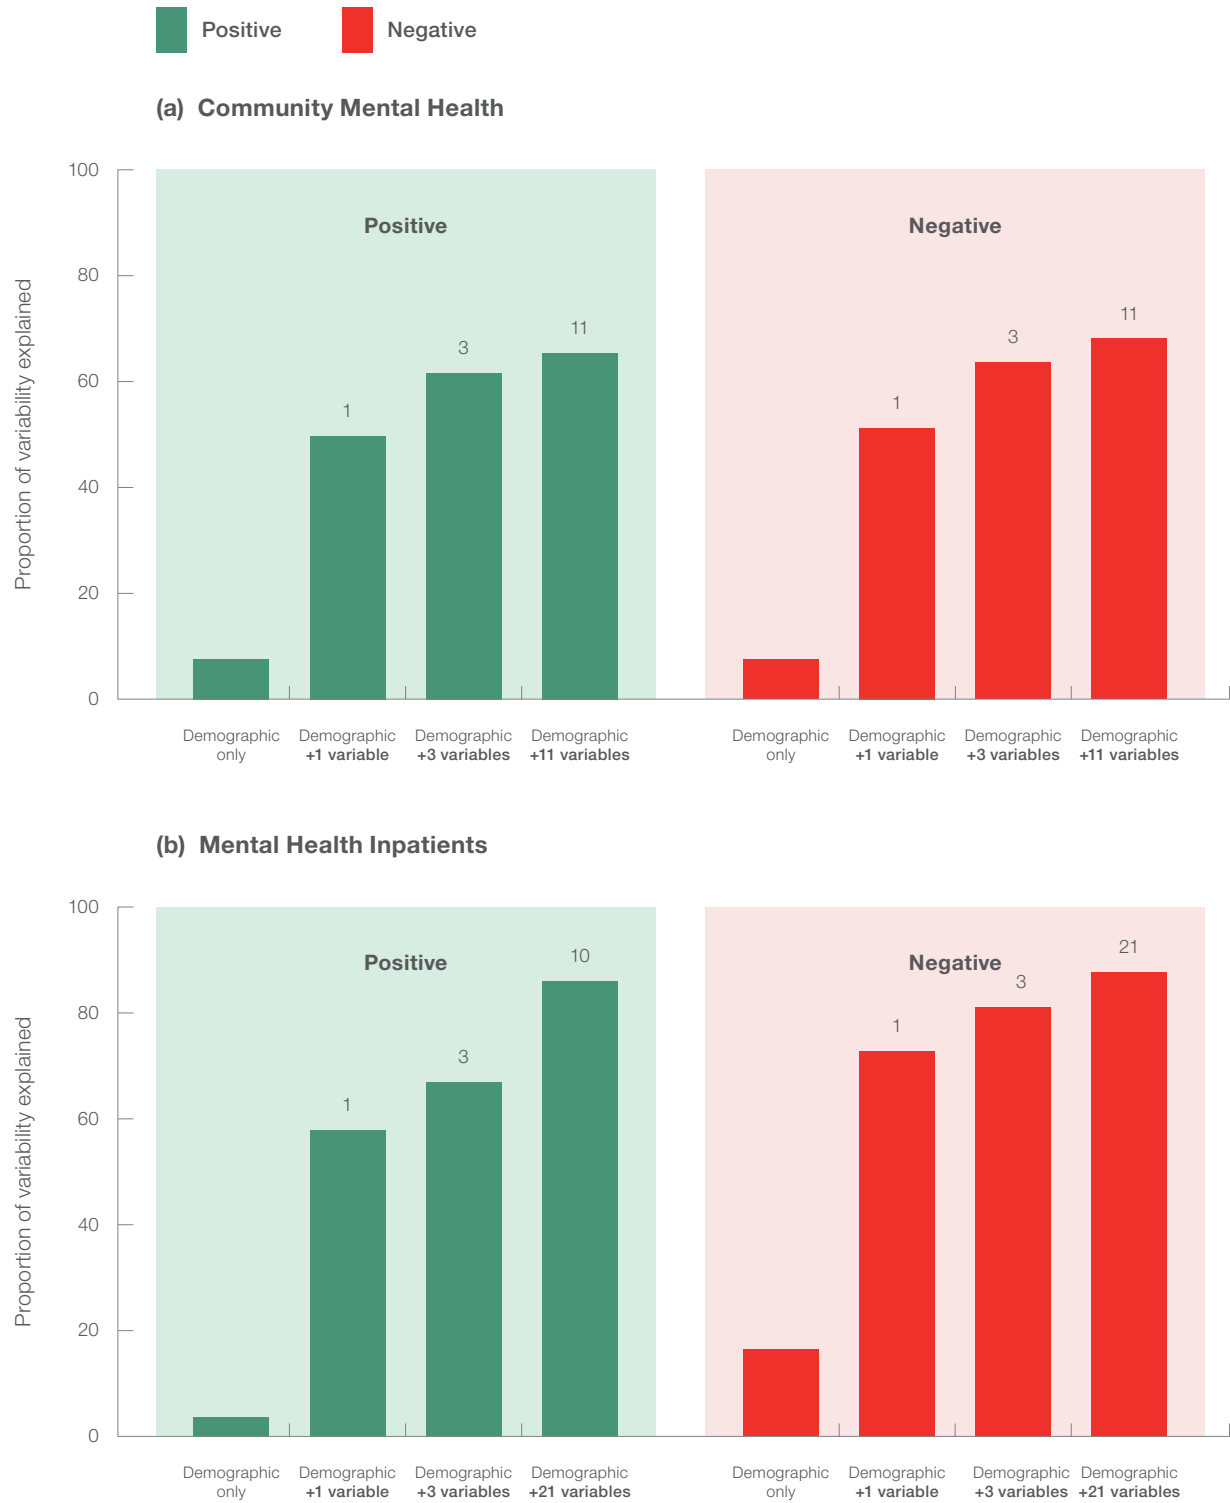 Positive Negative
(a) Community Mental Health
Proportion of variability explained
100
80
60
40
20
0
Positive
1
3
11
Negative
1
3
11
Demographic only
Demographic +1 variable
Demographic +3 variables
Demographic +11 variables
Demographic only
Demographic +1 variable
Demographic +3 variables
Demographic +11 variables
(b) Mental Health Inpatients
Proportion of variability explained
100
80
60
40
20
0
Positive
1
3
10
Negative
1
3
21
Demographic only
Demographic +1 variable
Demographic +3 variables
Demographic +21 variables
Demographic only
Demographic +1 variable
Demographic +3 variables
Demographic +21 variables